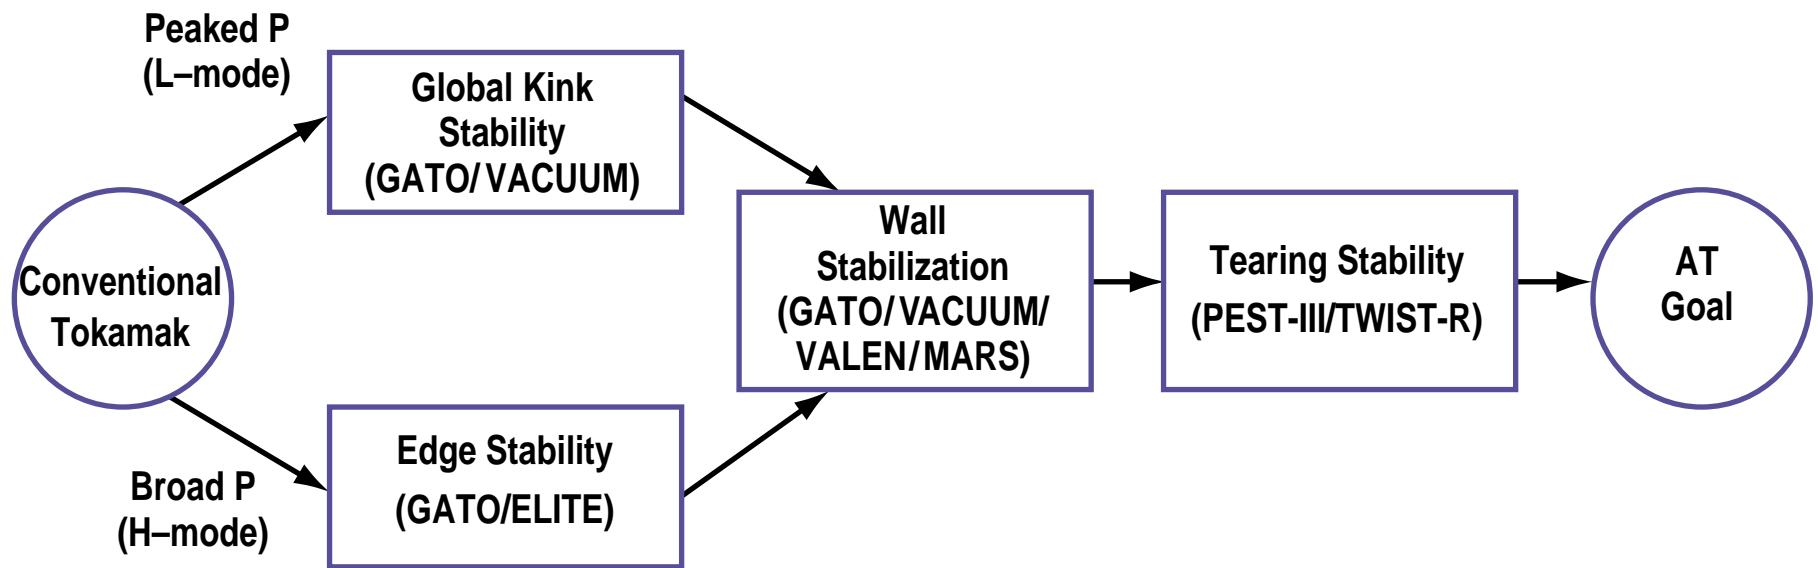 Peaked P
(L–mode)
Global Kink
Stability
(GATO/VACUUM)
Conventional
Tokamak
Broad P
(H–mode)
Edge Stability
(GATO/ELITE)
Wall
Stabilization
(GATO/VACUUM/
VALEN/MARS)
Tearing Stability
(PEST-III/TWIST-R)
AT
Goal